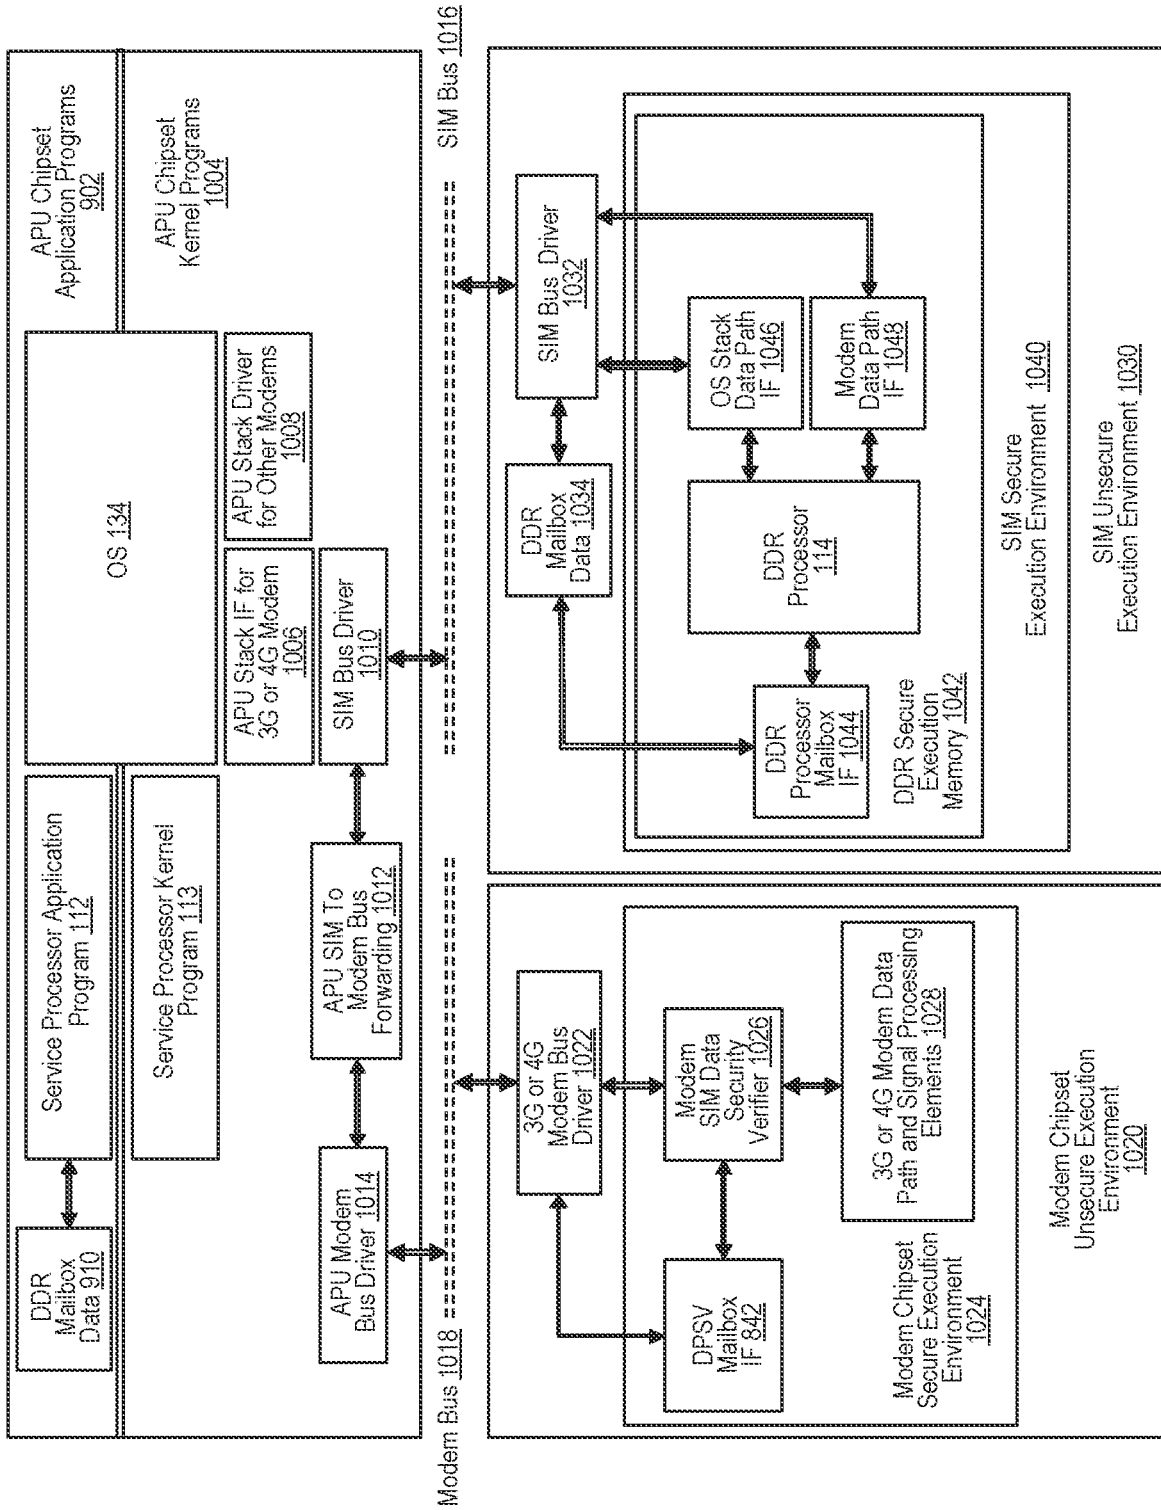 APU Chipset
Application Programs
902
APU Chipset
Kernel Programs
1004
OS 134
Service Processor Application
Program 112
Service Processor Kernel
Program 113
DDR
Mailbox
Data 910
APU Stack IF for
3G or 4G Modem
1006
APU Stack Driver
for Other Modems
1008
SIM Bus Driver
1010
APU SIM To
Modem Bus
Forwarding 1012
APU Modem
Bus Driver 1014
Modem Bus 1018
SIM Bus 1016
3G or 4G
Modem Bus
Driver 1022
Modem
SIM Data
Security
Verifier 1026
DPSV
Mailbox
IF 842
3G or 4G Modem Data
Path and Signal Processing
Elements 1028
Modem Chipset
Secure Execution
Environment
1024
Modem Chipset
Unsecure Execution
Environment
1020
SIM Bus Driver
1032
DDR
Mailbox
Data 1034
OS Stack
Data Path
IF 1046
Modem
Data Path
IF 1048
DDR
Processor
114
DDR
Processor
Mailbox
IF 1044
DDR Secure
Execution
Memory 1042
SIM Secure
Execution Environment 1040
SIM Unsecure
Execution Environment 1030